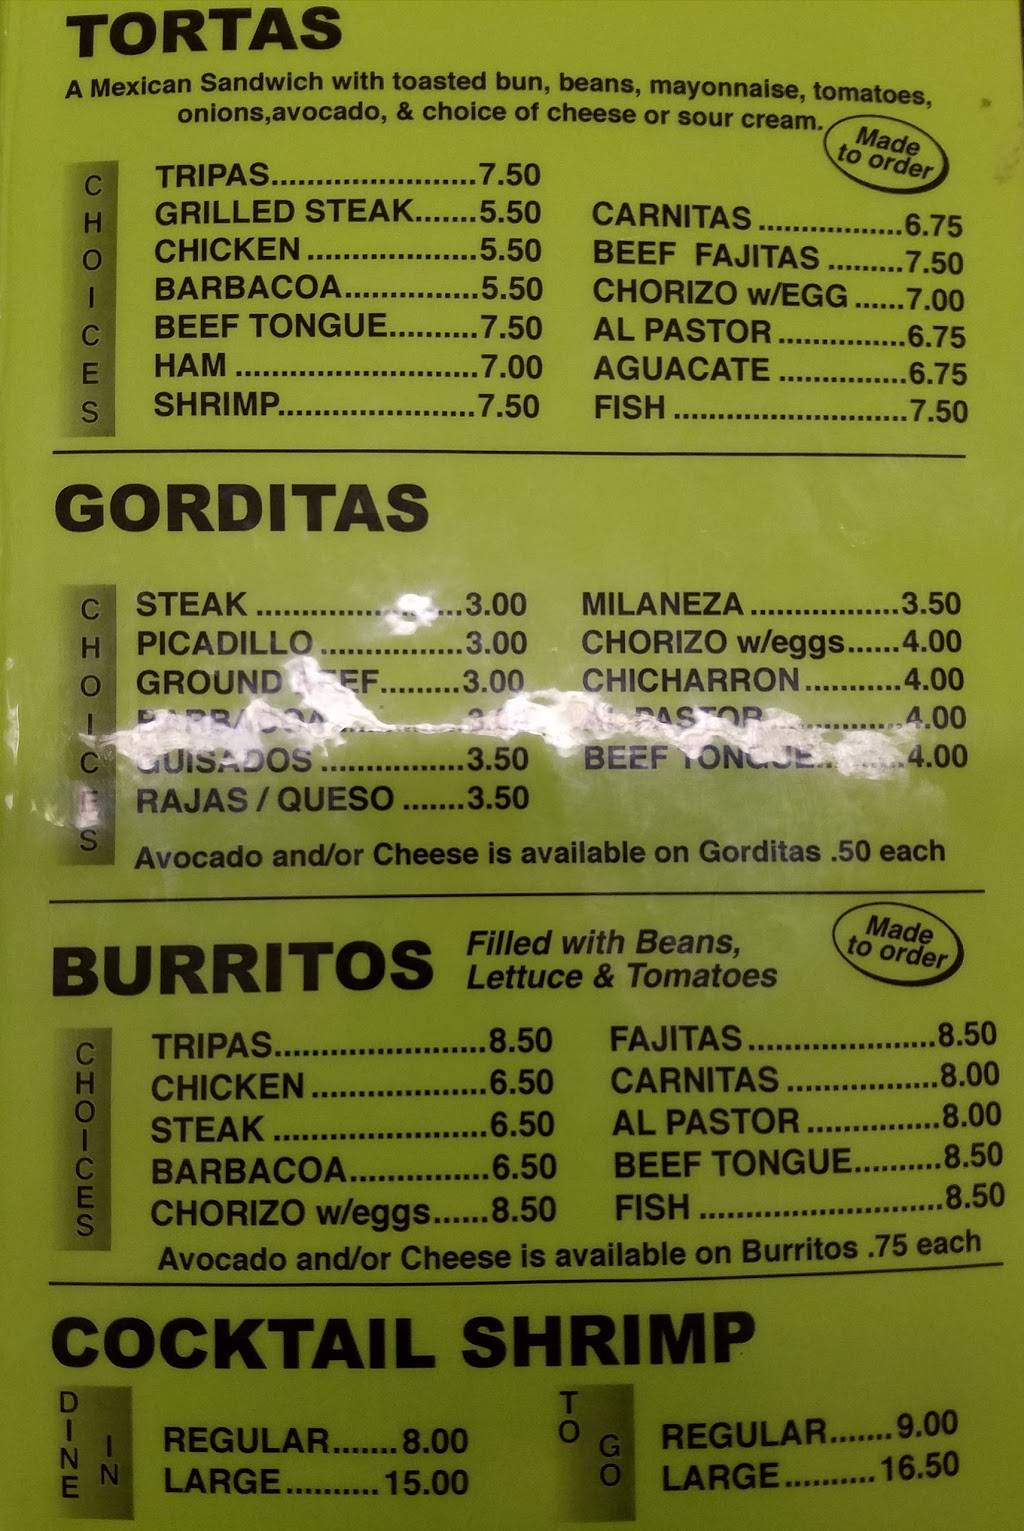 TORTAS
A Mexican Sandwich with toasted bun, beans, mayonnaise, tomatoes,
onions,avocado, & choice of cheese or sour cream.
Made
to order
CHOICES
TRIPAS.......................7.50
GRILLED STEAK.......5.50
CHICKEN ...................5.50
BARBACOA...............5.50
BEEF TONGUE..........7.50
HAM ...........................7.00
SHRIMP......................7.50
CARNITAS ................6.75
BEEF FAJITAS .........7.50
CHORIZO w/EGG ......7.00
AL PASTOR ...............6.75
AGUACATE ...............6.75
FISH ..........................7.50
GORDITAS
CHOICES
STEAK .......................3.00
PICADILLO ................3.00
GROUND BEEF.........3.00
BARBACOA
GUISADOS ................3.50
RAJAS / QUESO .......3.50
MILANEZA .................3.50
CHORIZO w/eggs......4.00
CHICHARRON ...........4.00
AL PASTOR ...............4.00
BEEF TONGUE..........4.00
Avocado and/or Cheese is available on Gorditas .50 each
BURRITOS
Filled with Beans,
Lettuce & Tomatoes
Made
to order
CHOICES
TRIPAS........................8.50
CHICKEN ....................6.50
STEAK ........................6.50
BARBACOA................6.50
CHORIZO w/eggs......8.50
FAJITAS .....................8.50
CARNITAS .................8.00
AL PASTOR ...............8.00
BEEF TONGUE..........8.50
FISH ...........................8.50
Avocado and/or Cheese is available on Burritos .75 each
COCKTAIL SHRIMP
DINE IN
REGULAR.......8.00
LARGE..........15.00
TO GO
REGULAR.......9.00
LARGE..........16.50